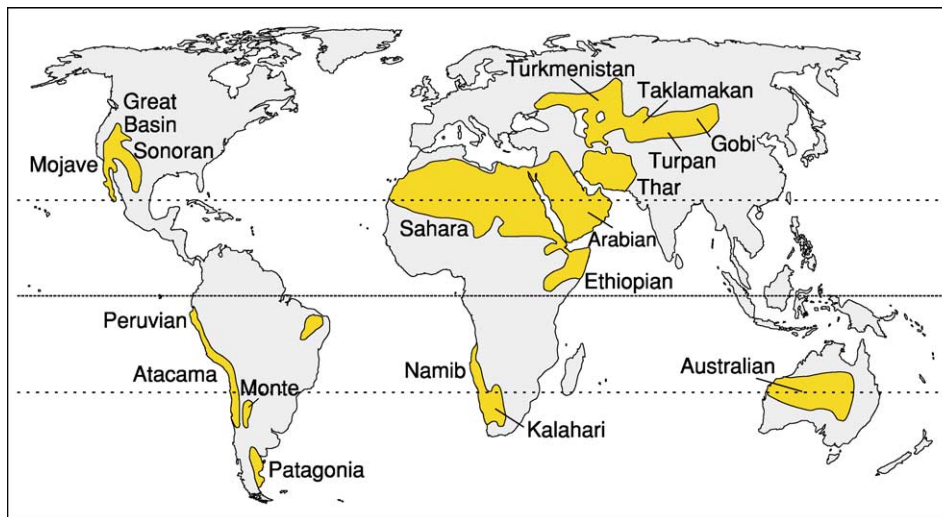 Great
Basin
Mojave
Sonoran
Turkmenistan
Taklamakan
Gobi
Turpan
Thar
Sahara
Arabian
Ethiopian
Peruvian
Atacama
Monte
Patagonia
Namib
Kalahari
Australian